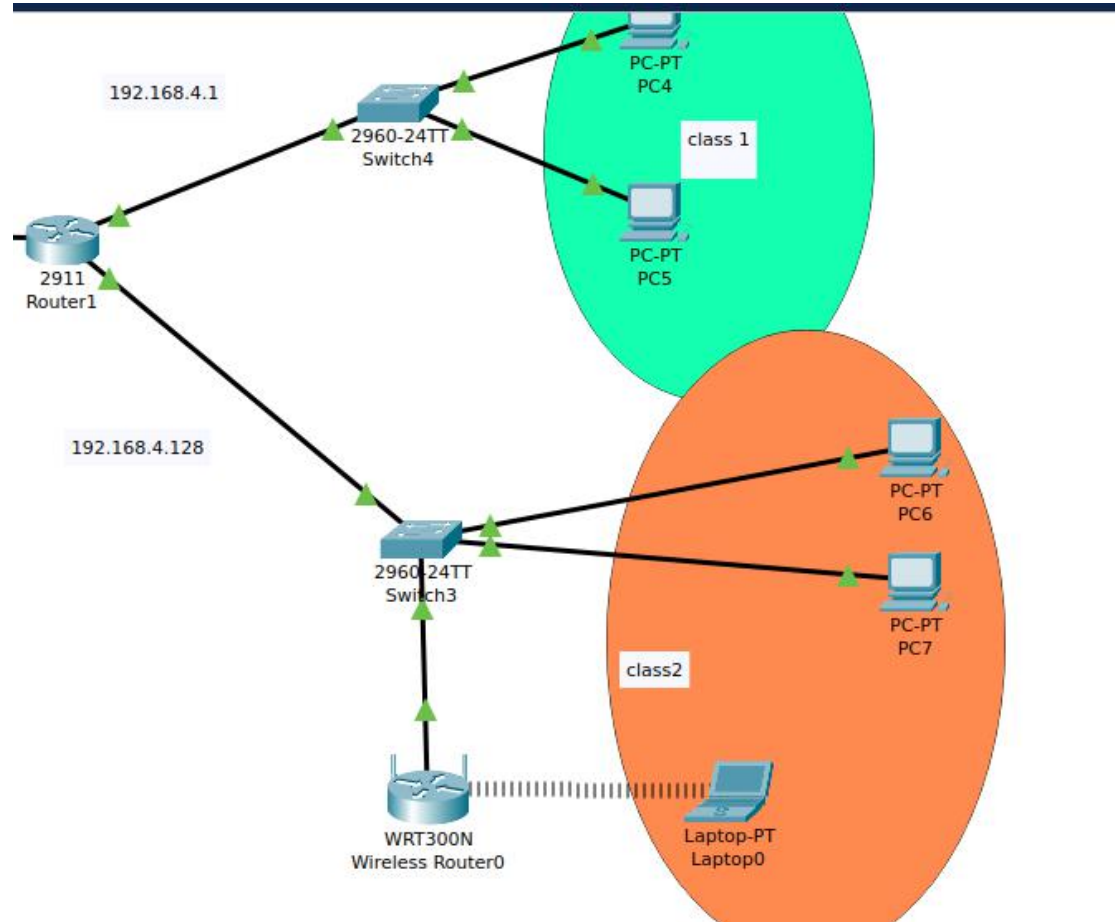 PC-PT
PC4
192.168.4.1
2960-24TT
Switch4
class 1
PC-PT
PC5
2911
Router1
192.168.4.128
PC-PT
PC6
2960-24TT
Switch3
PC-PT
PC7
class2
WRT300N
Wireless Router0
Laptop-PT
Laptop0